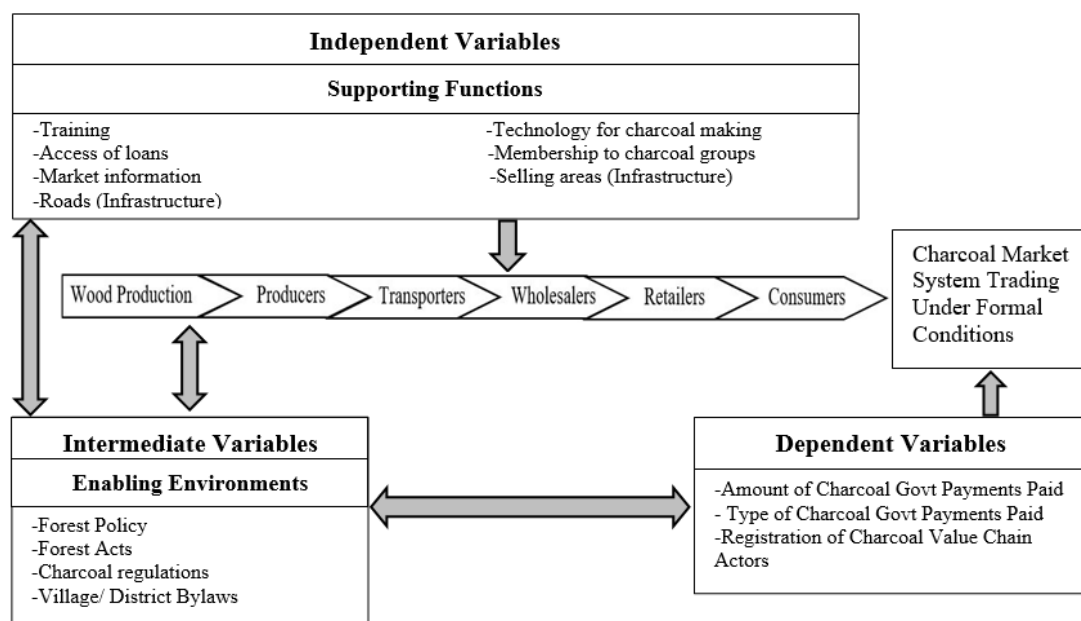 Independent Variables
Supporting Functions
-Training
-Access of loans
-Market information
-Roads (Infrastructure)
-Technology for charcoal making
-Membership to charcoal groups
-Selling areas (Infrastructure)
Wood Production
Producers
Transporters
Wholesalers
Retailers
Consumers
Charcoal Market
System Trading
Under Formal
Conditions
Intermediate Variables
Enabling Environments
-Forest Policy
-Forest Acts
-Charcoal regulations
-Village/ District Bylaws
Dependent Variables
-Amount of Charcoal Govt Payments Paid
- Type of Charcoal Govt Payments Paid
-Registration of Charcoal Value Chain
Actors